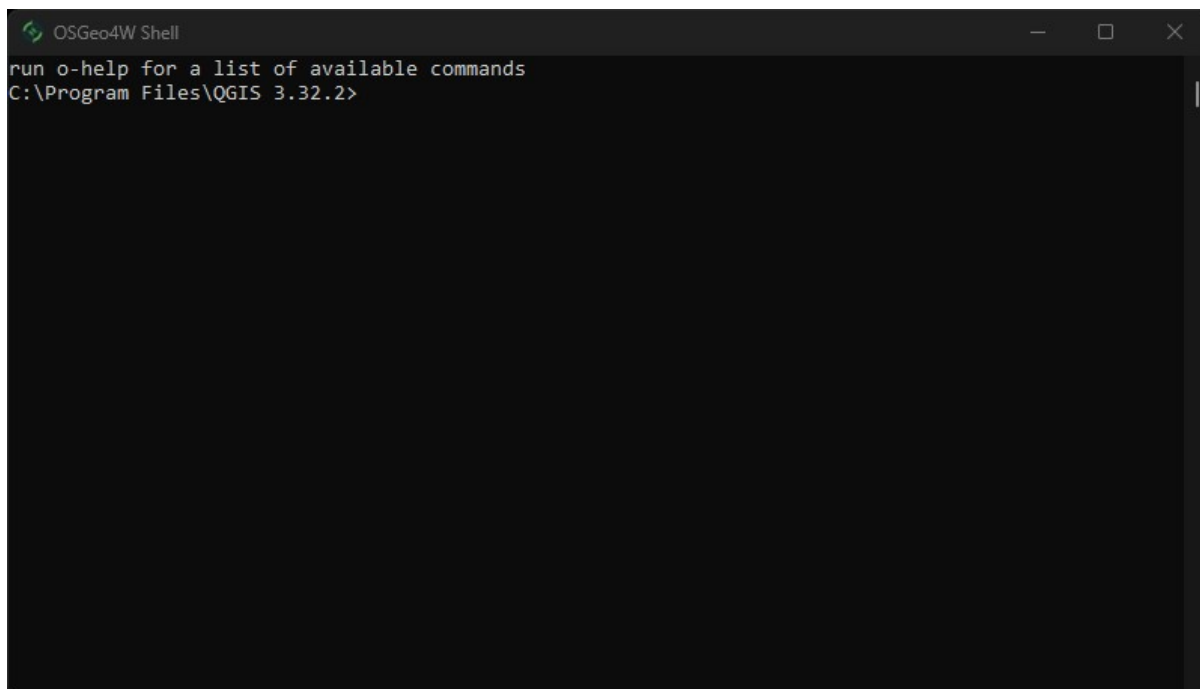 OSGeo4W Shell
run o-help for a list of available commands
C:\Program Files\QGIS 3.32.2>